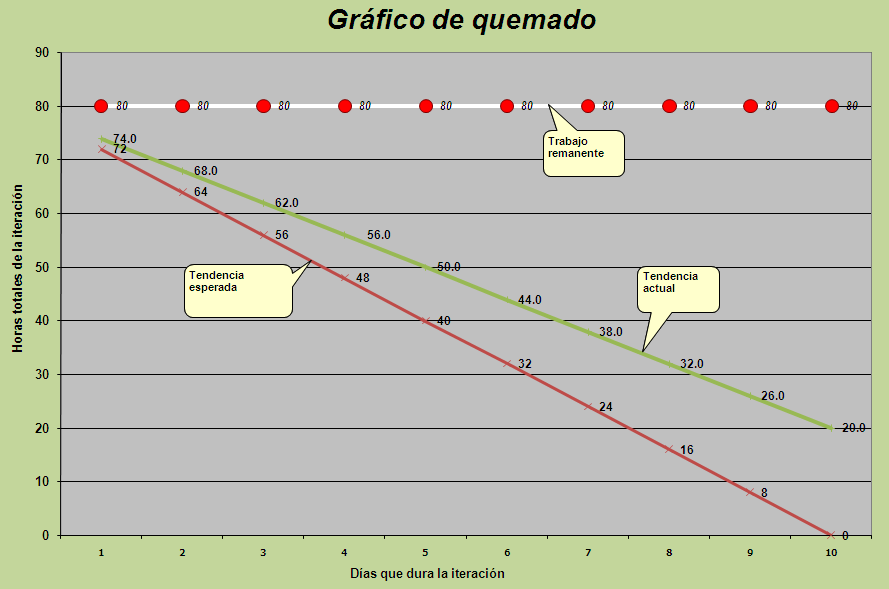 Gráfico de quemado
Horas totales de la iteración
90
80
70
60
50
40
30
20
10
0
80 80 80 80 80 80 80 80 80 80
Trabajo
remanente
74.0 68.0 62.0 56.0 50.0 44.0 38.0 32.0 26.0 20.0
72 64 56 48 40 32 24 16 8 0
Tendencia
esperada
Tendencia
actual
1 2 3 4 5 6 7 8 9 10
Días que dura la iteración